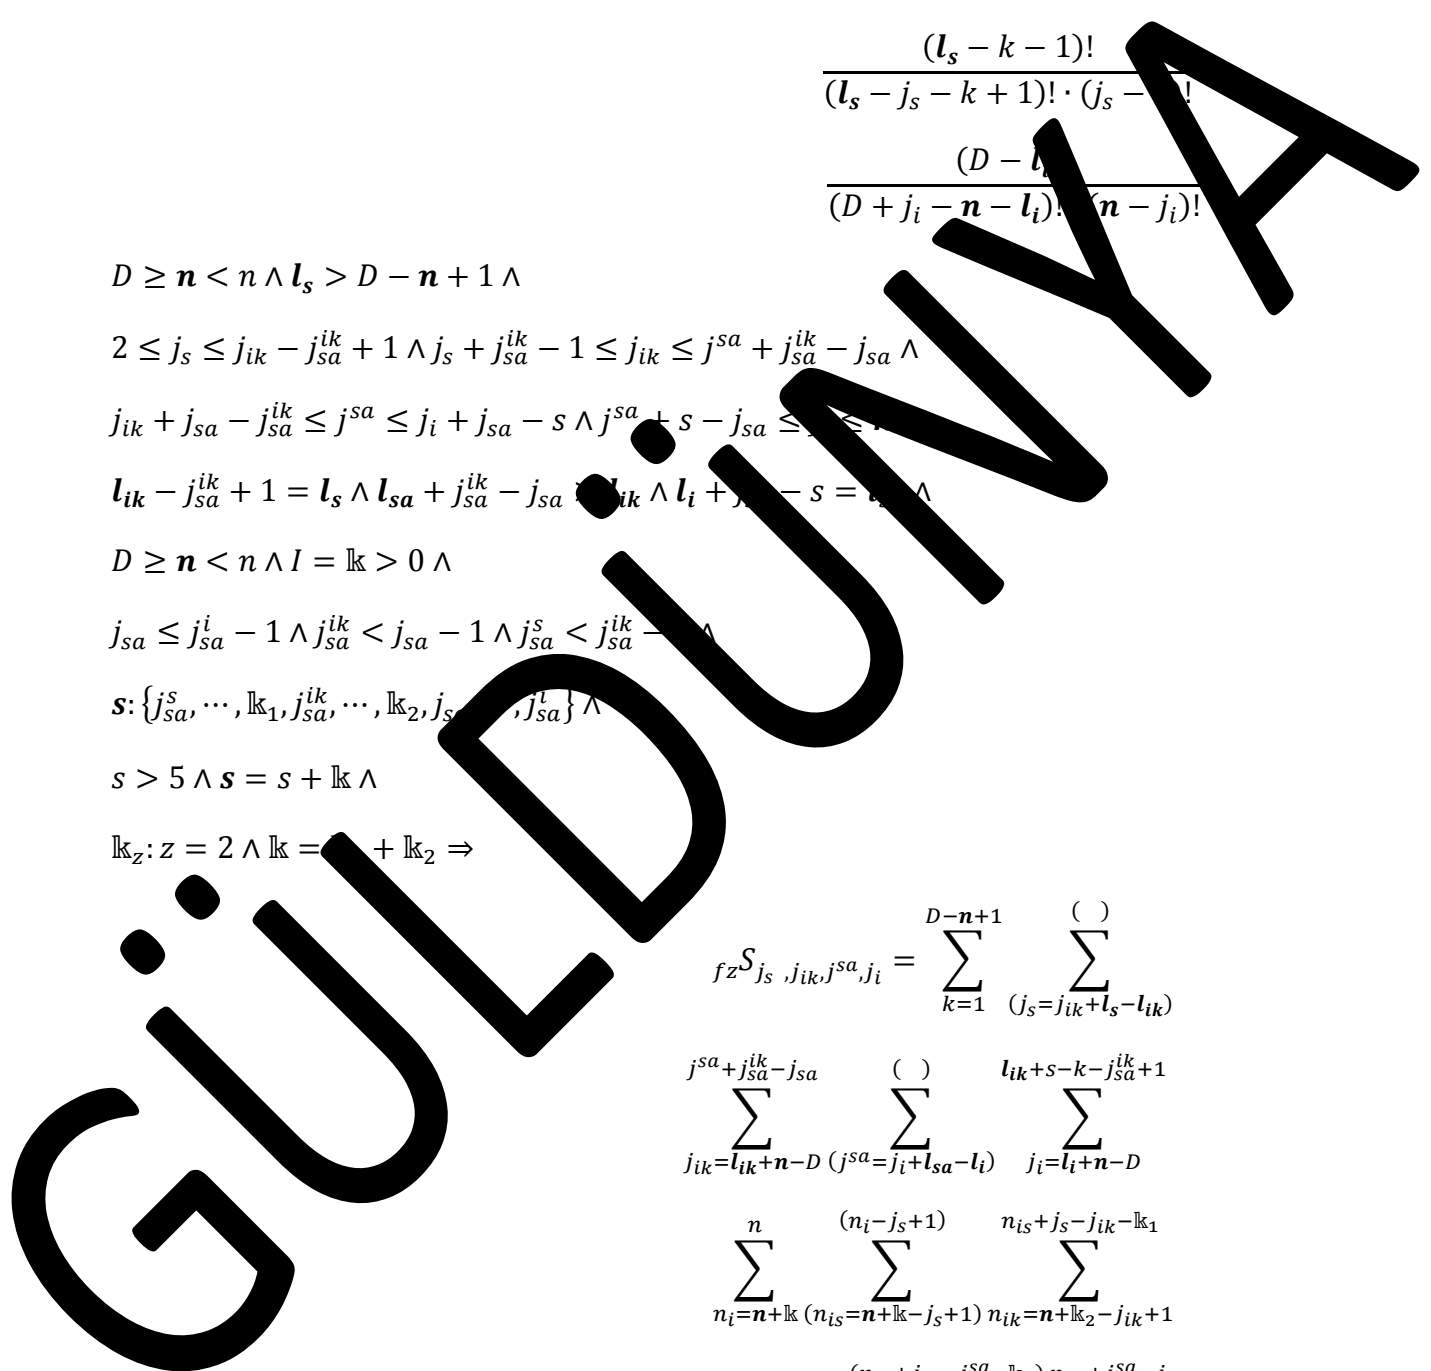 (l_s − k − 1)!
(l_s − j_s − k + 1)! · (j_s − )!
(D − l
(D + j_i − n − l_i)! (n − j_i)!
D ≥ n < n ∧ l_s > D − n + 1 ∧
2 ≤ j_s ≤ j_ik − j_sa^ik + 1 ∧ j_s + j_sa^ik − 1 ≤ j_ik ≤ j^sa + j_sa^ik − j_sa ∧
j_ik + j_sa − j_sa^ik ≤ j^sa ≤ j_i + j_sa − s ∧ j^sa + s − j_sa ≤ ≤
l_ik − j_sa^ik + 1 = l_s ∧ l_sa + j_sa^ik − j_sa l_ik ∧ l_i + − s = ∧
D ≥ n < n ∧ I = 𝕜 > 0 ∧
j_sa ≤ j_sa^i − 1 ∧ j_sa^ik < j_sa − 1 ∧ j_sa^s < j_sa^ik − ∧
s: {j_sa^s, ⋯, 𝕜_1, j_sa^ik, ⋯, 𝕜_2, , j_sa^i} ∧
s > 5 ∧ s = s + 𝕜 ∧
𝕜_z: z = 2 ∧ 𝕜 = + 𝕜_2 ⇒
GÜLDÜNYA
D−n+1 ( )
_fz S_{j_s ,j_ik,j^sa,j_i} = ∑ ∑
k=1 (j_s=j_ik+l_s−l_ik)
j^sa+j_sa^ik−j_sa ( ) l_ik+s−k−j_sa^ik+1
∑ ∑ ∑
j_ik=l_ik+n−D (j^sa=j_i+l_sa−l_i) j_i=l_i+n−D
n (n_i−j_s+1) n_is+j_s−j_ik−𝕜_1
∑ ∑ ∑
n_i=n+𝕜 (n_is=n+𝕜−j_s+1) n_ik=n+𝕜_2−j_ik+1